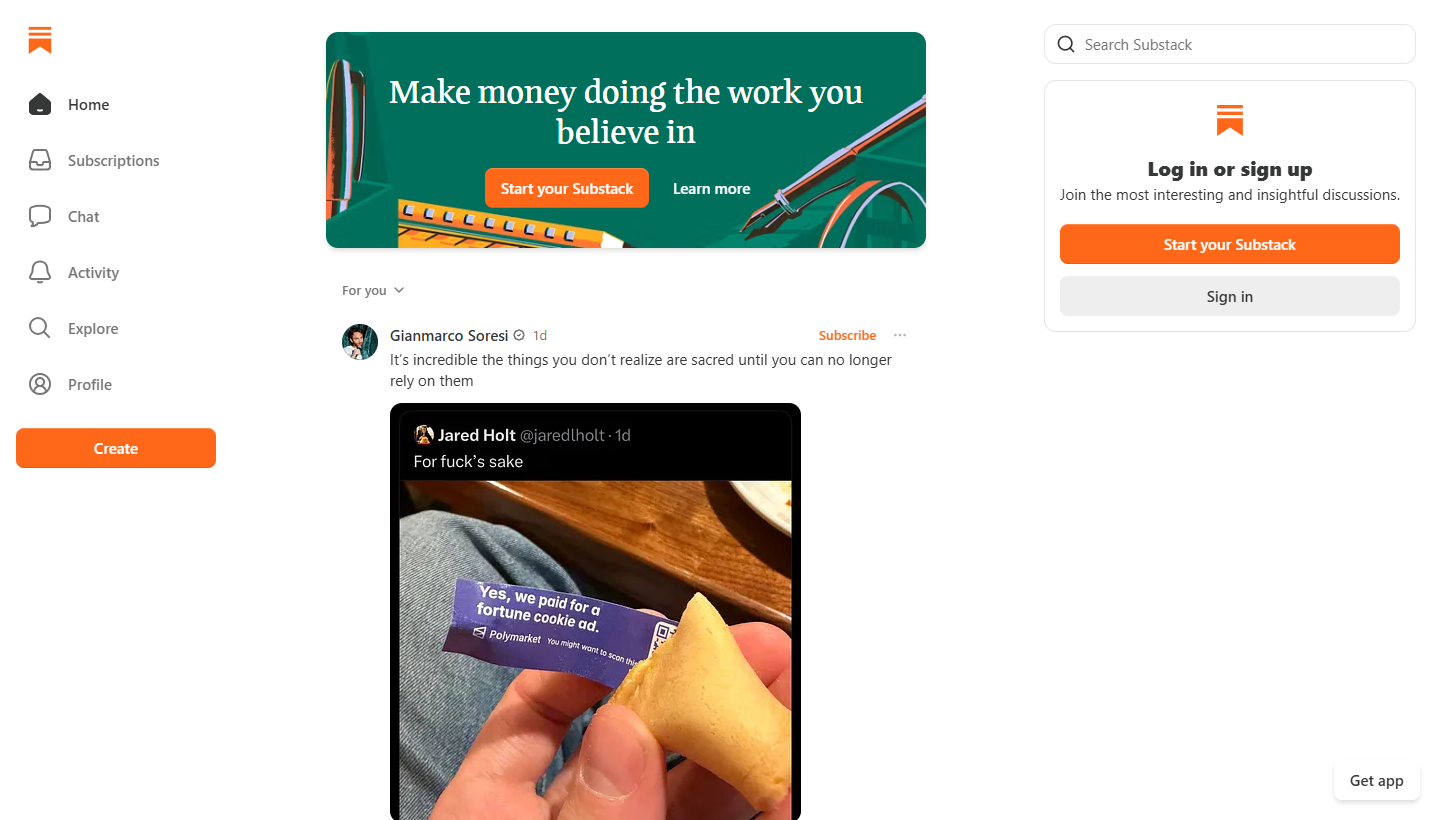 Home
Subscriptions
Chat
Activity
Explore
Profile
Create
Make money doing the work you
believe in
Start your Substack
Learn more
For you
Gianmarco Soresi 1d
Subscribe
It’s incredible the things you don’t realize are sacred until you can no longer
rely on them
Jared Holt @jaredlholt · 1d
For fuck’s sake
Yes, we paid for a
fortune cookie ad.
Polymarket You might want to scan this
Search Substack
Log in or sign up
Join the most interesting and insightful discussions.
Start your Substack
Sign in
Get app